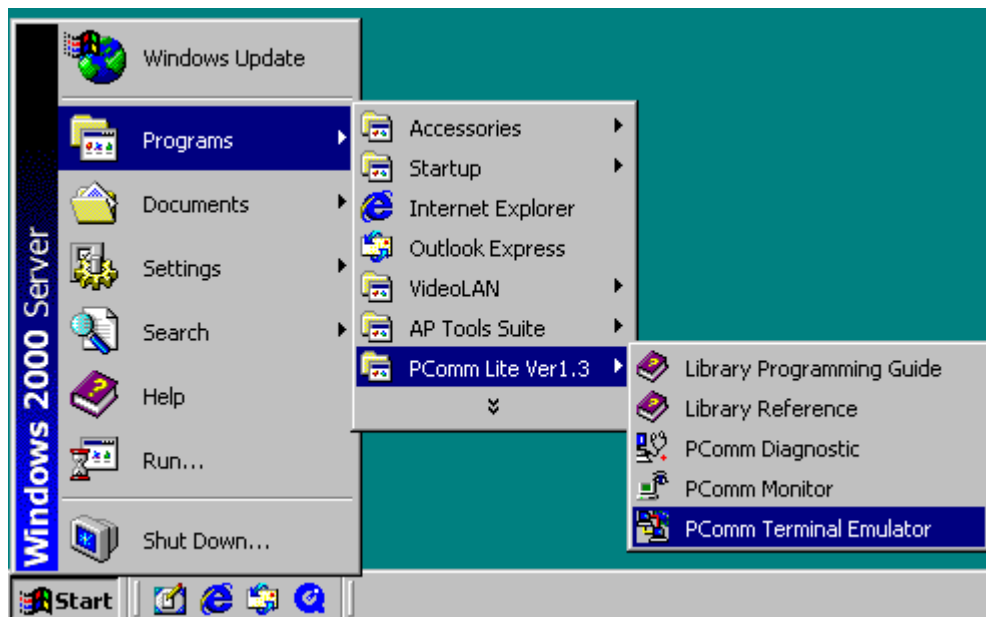 Windows 2000 Server
Windows Update
Programs
Documents
Settings
Search
Help
Run...
Shut Down...
Accessories
Startup
Internet Explorer
Outlook Express
VideoLAN
AP Tools Suite
PComm Lite Ver1.3
Library Programming Guide
Library Reference
PComm Diagnostic
PComm Monitor
PComm Terminal Emulator
Start